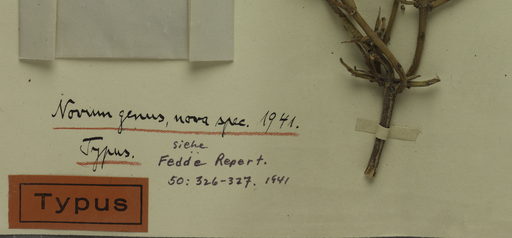 Novum genus, nova spec. 1941.
Typus.
siehe
Fedde Repert.
50: 326-327. 1941
Typus